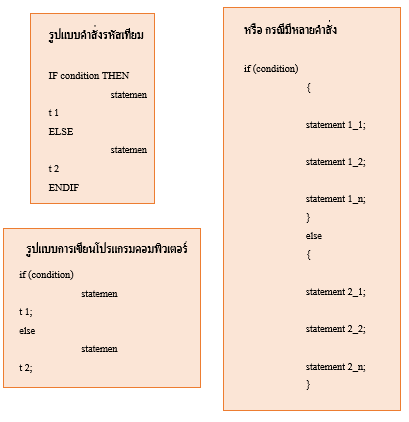 รูปแบบคำสั่งรหัสเทียม
IF condition THEN
statemen
t 1
ELSE
statemen
t 2
ENDIF
รูปแบบการเขียนโปรแกรมคอมพิวเตอร์
if (condition)
statemen
t 1;
else
statemen
t 2;
หรือ กรณีมีหลายคำสั่ง
if (condition)
{
statement 1_1;
statement 1_2;
statement 1_n;
}
else
{
statement 2_1;
statement 2_2;
statement 2_n;
}